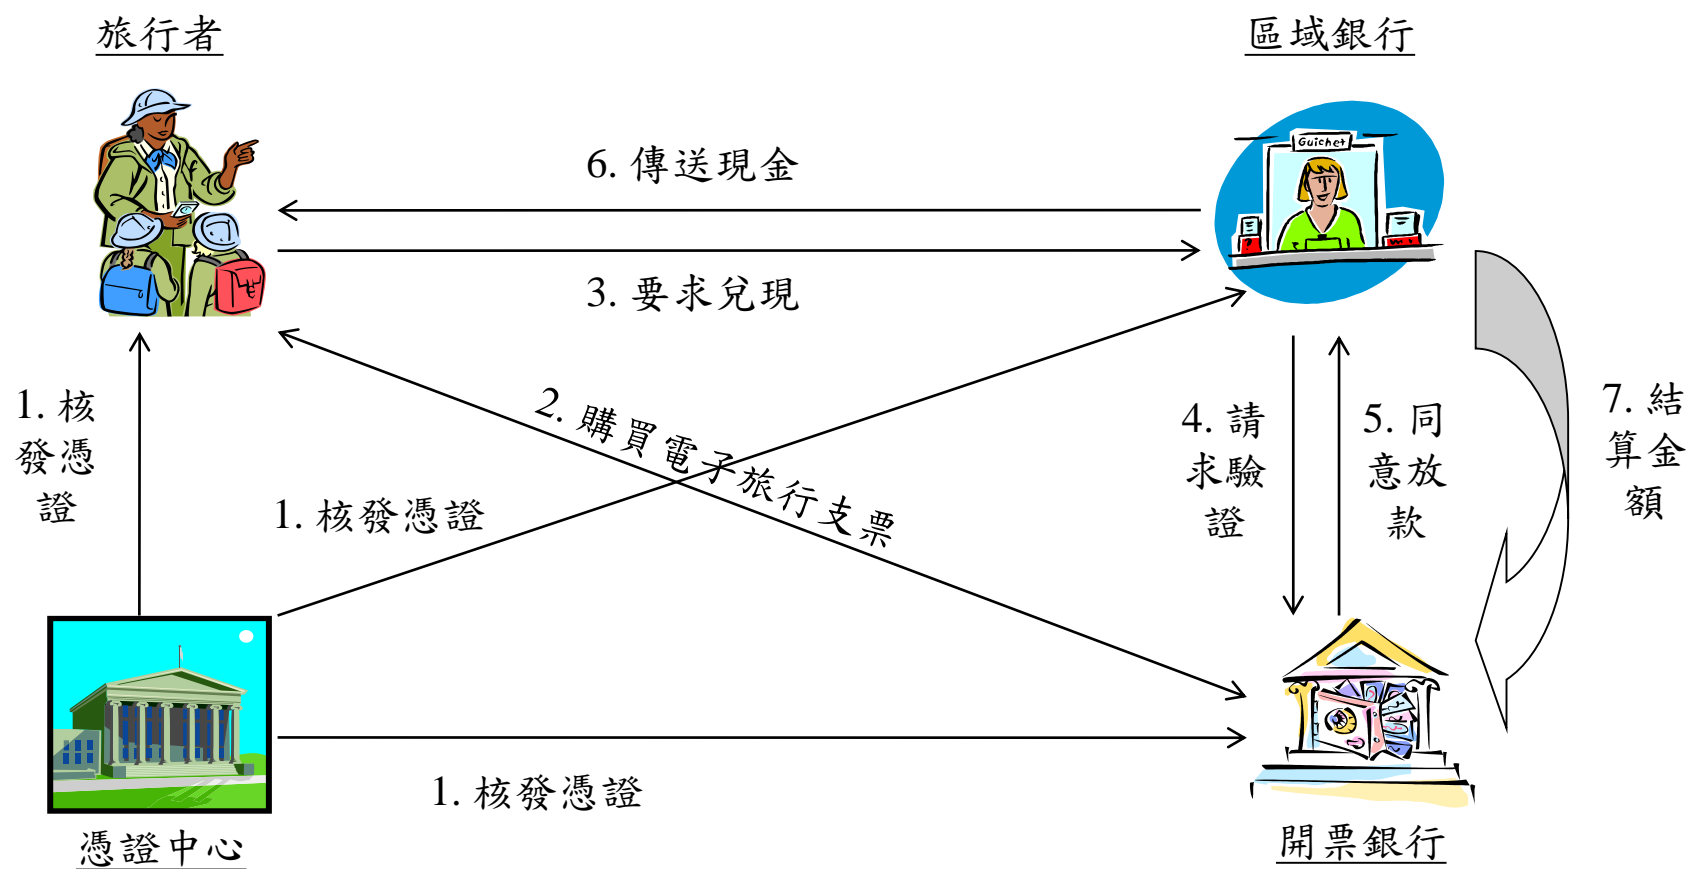 旅行者
區域銀行
Guichet
6. 傳送現金
3. 要求兌現
1. 核
發憑
證
2. 購買電子旅行支票
1. 核發憑證
4. 請
求驗
證
5. 同
意放
款
7. 結
算金
額
1. 核發憑證
憑證中心
開票銀行